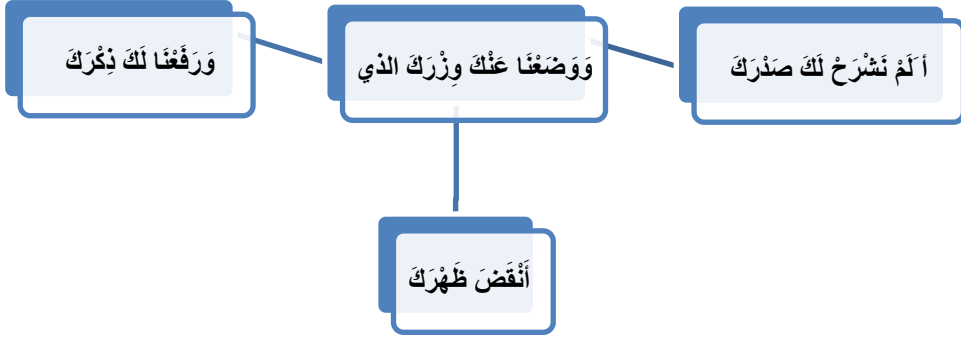 أَلَمْ نَشْرَحْ لَكَ صَدْرَكَ
وَوَضَعْنَا عَنْكَ وِزْرَكَ الذي
وَرَفَعْنَا لَكَ ذِكْرَكَ
أَنْقَضَ ظَهْرَكَ